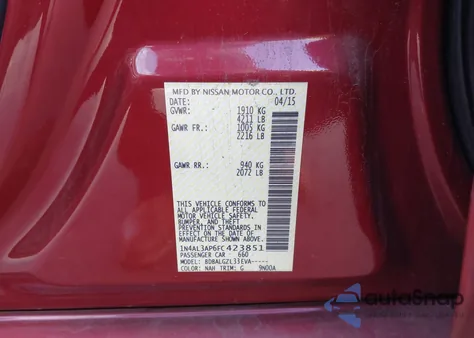 MFD BY NISSAN MOTOR CO., LTD.
DATE: 04/15
GVWR: 1910 KG
4211 LB
GAWR FR.: 1005 KG
2216 LB
GAWR RR.: 940 KG
2072 LB
THIS VEHICLE CONFORMS TO
ALL APPLICABLE FEDERAL
MOTOR VEHICLE SAFETY,
BUMPER, AND THEFT PREVENTION
STANDARDS IN EFFECT
ON THE DATE OF
MANUFACTURE SHOWN ABOVE.
1N4AL3AP6FC423851
PASSENGER CAR 660
MODEL: BDBALGZL33EVA-----
COLOR: NAH TRIM: G 9N00A
AutoSnap